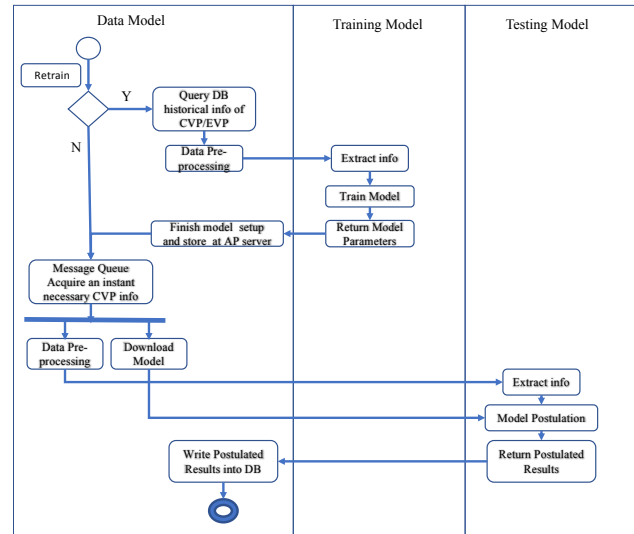 Data Model
Training Model
Testing Model
Retrain
Y
Query DB
historical info of
CVP/EVP
N
Data Pre-
processing
Extract info
Train Model
Finish model setup
and store at AP server
Return Model
Parameters
Message Queue
Acquire an instant
necessary CVP info
Data Pre-
processing
Download
Model
Extract info
Model Postulation
Write Postulated
Results into DB
Return Postulated
Results